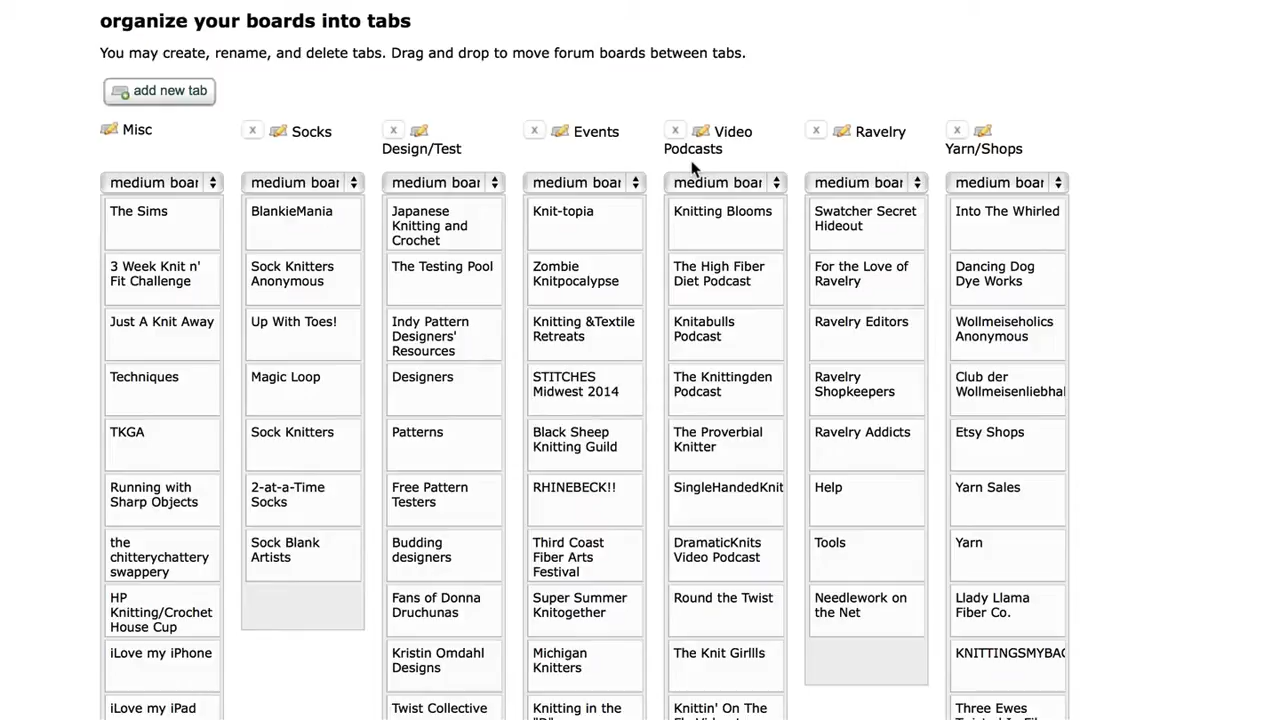 organize your boards into tabs
You may create, rename, and delete tabs. Drag and drop to move forum boards between tabs.
add new tab
Misc
medium boar
The Sims
3 Week Knit n'
Fit Challenge
Just A Knit Away
Techniques
TKGA
Running with
Sharp Objects
the
chitterychattery
swappery
HP
Knitting/Crochet
House Cup
iLove my iPhone
iLove my iPad
x Socks
medium boar
BlankieMania
Sock Knitters
Anonymous
Up With Toes!
Magic Loop
Sock Knitters
2-at-a-Time
Socks
Sock Blank
Artists
x
Design/Test
medium boar
Japanese
Knitting and
Crochet
The Testing Pool
Indy Pattern
Designers'
Resources
Designers
Patterns
Free Pattern
Testers
Budding
designers
Fans of Donna
Druchunas
Kristin Omdahl
Designs
Twist Collective
x Events
medium boar
Knit-topia
Zombie
Knitpocalypse
Knitting &Textile
Retreats
STITCHES
Midwest 2014
Black Sheep
Knitting Guild
RHINEBECK!!
Third Coast
Fiber Arts
Festival
Super Summer
Knitogether
Michigan
Knitters
Knitting in the
"D"
x Video
Podcasts
medium boar
Knitting Blooms
The High Fiber
Diet Podcast
Knitabulls
Podcast
The Knittingden
Podcast
The Proverbial
Knitter
SingleHandedKnit
DramaticKnits
Video Podcast
Round the Twist
The Knit Girllls
Knittin' On The
x Ravelry
medium boar
Swatcher Secret
Hideout
For the Love of
Ravelry
Ravelry Editors
Ravelry
Shopkeepers
Ravelry Addicts
Help
Tools
Needlework on
the Net
x
Yarn/Shops
medium boar
Into The Whirled
Dancing Dog
Dye Works
Wollmeiseholics
Anonymous
Club der
Wollmeisenliebhal
Etsy Shops
Yarn Sales
Yarn
Llady Llama
Fiber Co.
KNITTINGSMYBAG
Three Ewes